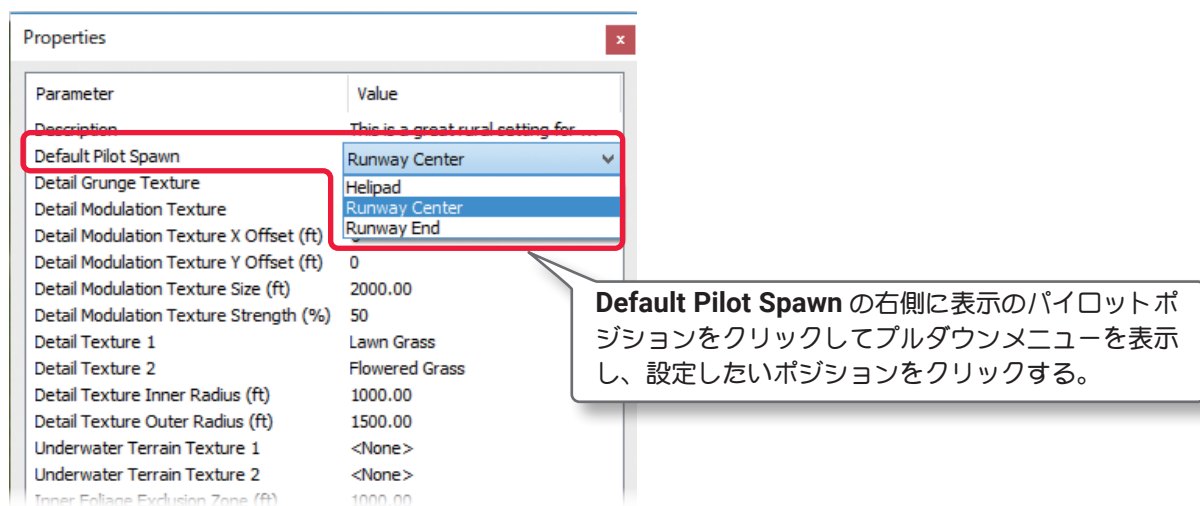 Properties
x
Parameter Value
Description This is a great rural setting for ...
Default Pilot Spawn Runway Center
Detail Grunge Texture Helipad
Detail Modulation Texture Runway Center
Detail Modulation Texture X Offset (ft) Runway End
Detail Modulation Texture Y Offset (ft) 0
Detail Modulation Texture Size (ft) 2000.00
Detail Modulation Texture Strength (%) 50
Detail Texture 1 Lawn Grass
Detail Texture 2 Flowered Grass
Detail Texture Inner Radius (ft) 1000.00
Detail Texture Outer Radius (ft) 1500.00
Underwater Terrain Texture 1 <None>
Underwater Terrain Texture 2 <None>
Inner Foliage Exclusion Zone (ft) 1000.00
Default Pilot Spawn の右側に表示のパイロットポ
ジションをクリックしてプルダウンメニューを表示
し、設定したいポジションをクリックする。